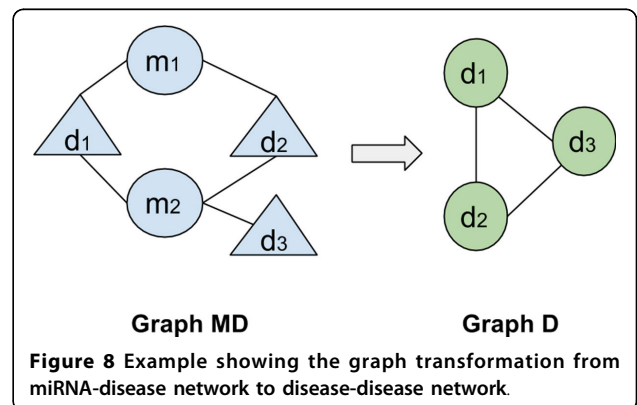 m1
d1
d2
m2
d3
d1
d3
d2
Graph MD
Graph D
Figure 8 Example showing the graph transformation from
miRNA-disease network to disease-disease network.